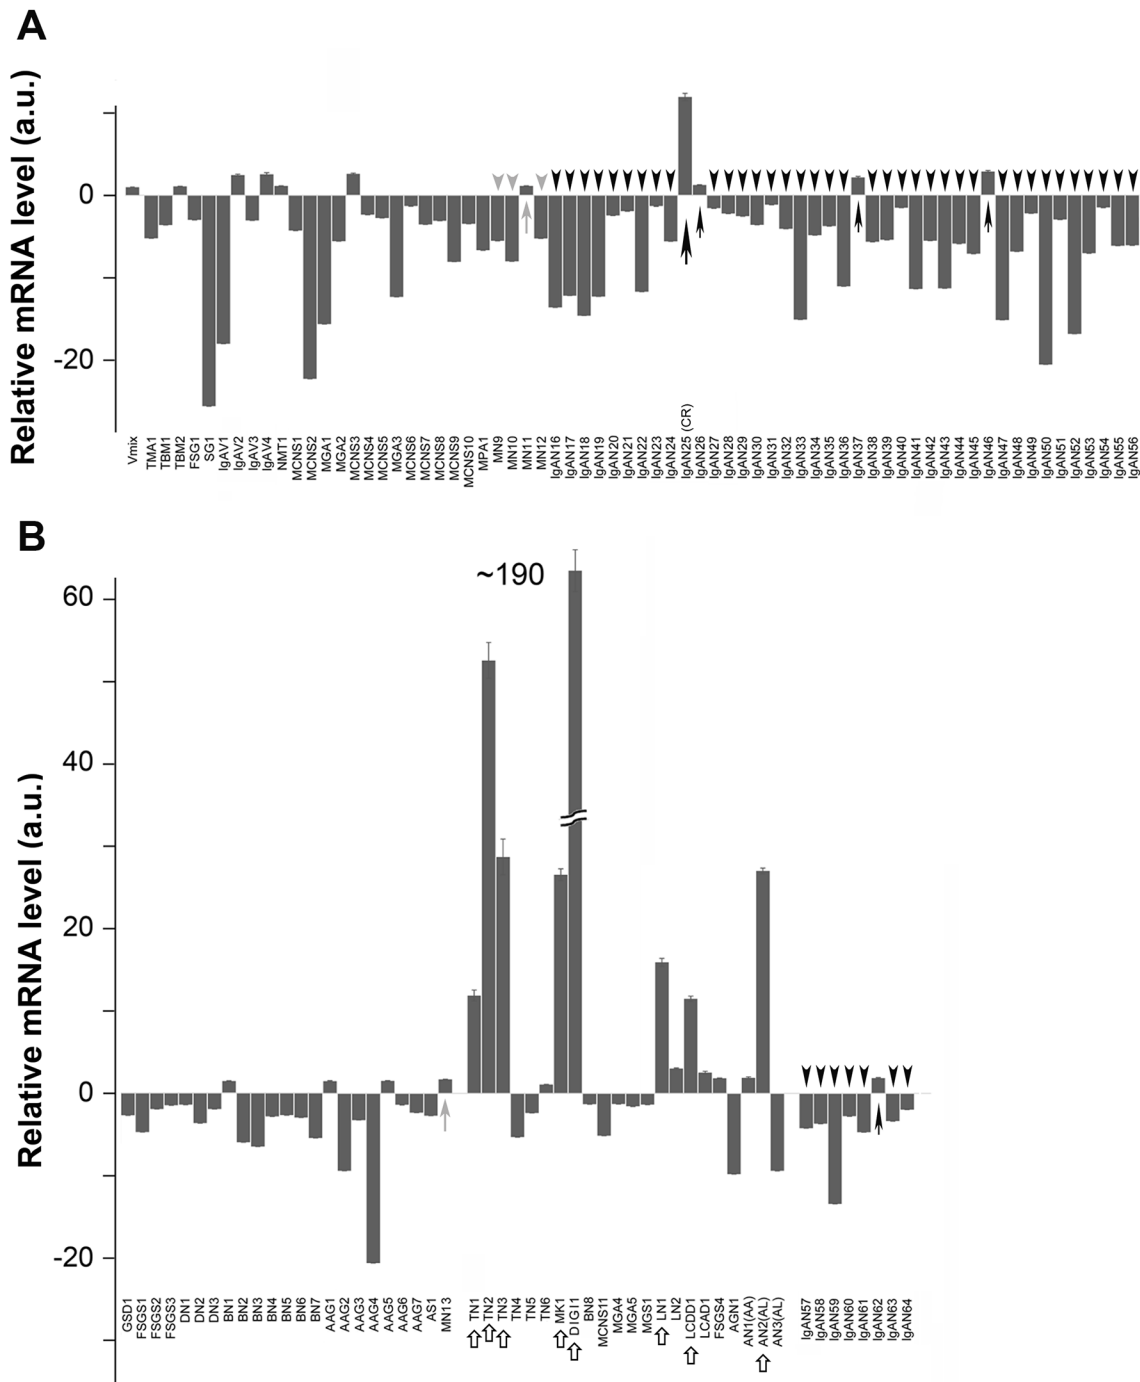 A
Relative mRNA level (a.u.)
0
-20
Vmix
TMA1
TBM1
TBM2
FSG1
SG1
IgAV1
IgAV2
IgAV3
IgAV4
NMT1
MCNS1
MCNS2
MGA1
MGA2
MCNS3
MCNS4
MCNS5
MGA3
MCNS6
MCNS7
MCNS8
MCNS9
MCNS10
MPA1
MN9
MN10
MN11
MN12
IgAN16
IgAN17
IgAN18
IgAN19
IgAN20
IgAN21
IgAN22
IgAN23
IgAN24
IgAN25 (CR)
IgAN26
IgAN27
IgAN28
IgAN29
IgAN30
IgAN31
IgAN32
IgAN33
IgAN34
IgAN35
IgAN36
IgAN37
IgAN38
IgAN39
IgAN40
IgAN41
IgAN42
IgAN43
IgAN44
IgAN45
IgAN46
IgAN47
IgAN48
IgAN49
IgAN50
IgAN51
IgAN52
IgAN53
IgAN54
IgAN55
IgAN56
B
Relative mRNA level (a.u.)
60
40
20
0
-20
~190
GSD1
FSGS1
FSGS2
FSGS3
DN1
DN2
DN3
BN1
BN2
BN3
BN4
BN5
BN6
BN7
AAG1
AAG2
AAG3
AAG4
AAG5
AAG6
AAG7
AS1
MN13
TN1
TN2
TN3
TN4
TN5
TN6
MK1
DIGI1
BN8
MCNS11
MGA4
MGA5
MGS1
LN1
LN2
LCDD1
LCAD1
FSGS4
AGN1
AN1(AA)
AN2(AL)
AN3(AL)
IgAN57
IgAN58
IgAN59
IgAN60
IgAN61
IgAN62
IgAN63
IgAN64